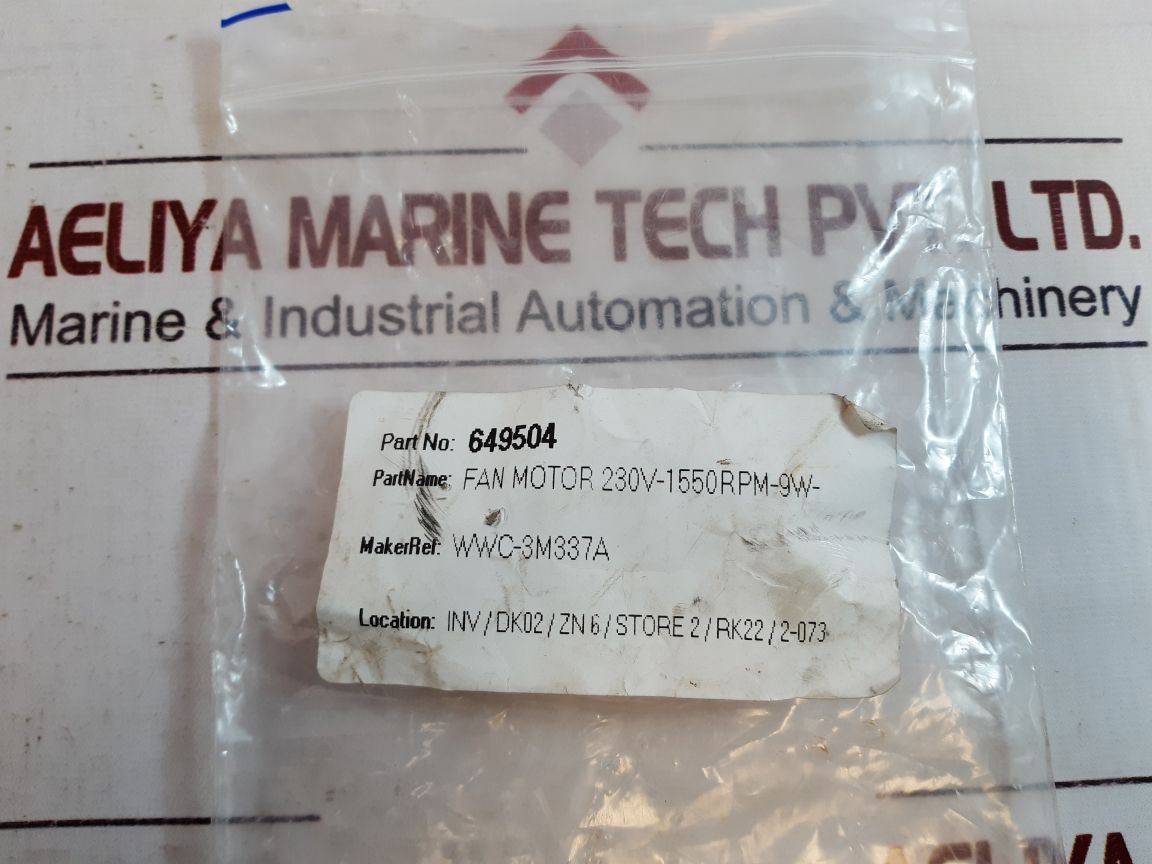 AELIYA MARINE TECH PVT. LTD.
Marine & Industrial Automation & Machinery
Part No: 649504
PartName: FAN MOTOR 230V-1550RPM-9W-
MakerRef: WWC-3M337A
Location: INV / DK02 / ZN 6 / STORE 2 / RK22 / 2-073